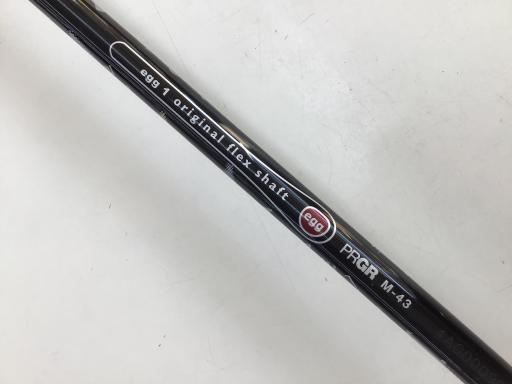 egg 1 original flex shaft
egg
PRGR M-43